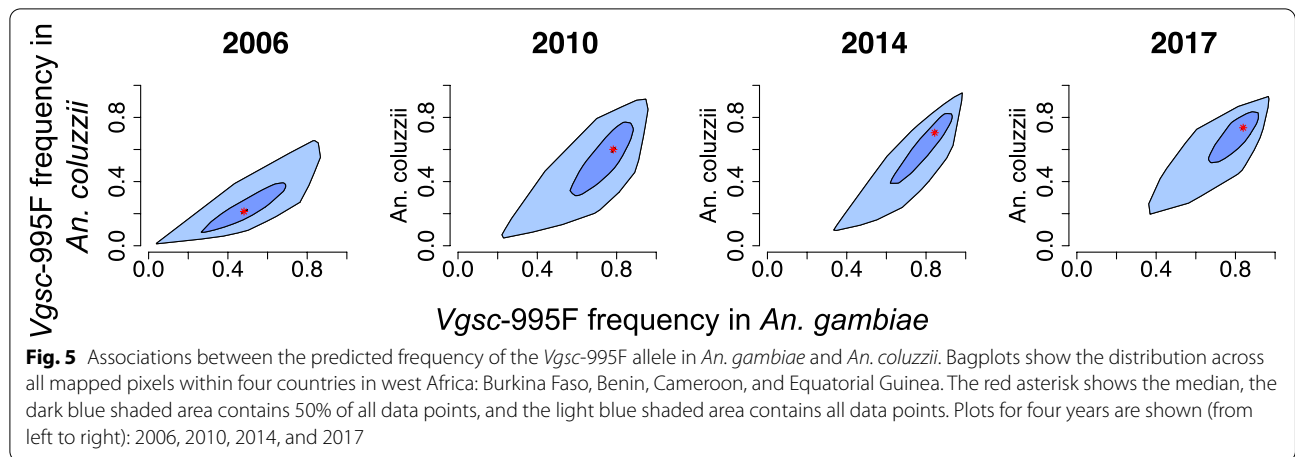 2006 2010 2014 2017
Vgsc-995F frequency in
An. coluzzii
0.0 0.4 0.8
0.0 0.4 0.8
An. coluzzii
0.0 0.4 0.8
0.0 0.4 0.8
An. coluzzii
0.0 0.4 0.8
0.0 0.4 0.8
An. coluzzii
0.0 0.4 0.8
0.0 0.4 0.8
Vgsc-995F frequency in An. gambiae
Fig. 5 Associations between the predicted frequency of the Vgsc-995F allele in An. gambiae and An. coluzzii. Bagplots show the distribution across
all mapped pixels within four countries in west Africa: Burkina Faso, Benin, Cameroon, and Equatorial Guinea. The red asterisk shows the median, the
dark blue shaded area contains 50% of all data points, and the light blue shaded area contains all data points. Plots for four years are shown (from
left to right): 2006, 2010, 2014, and 2017